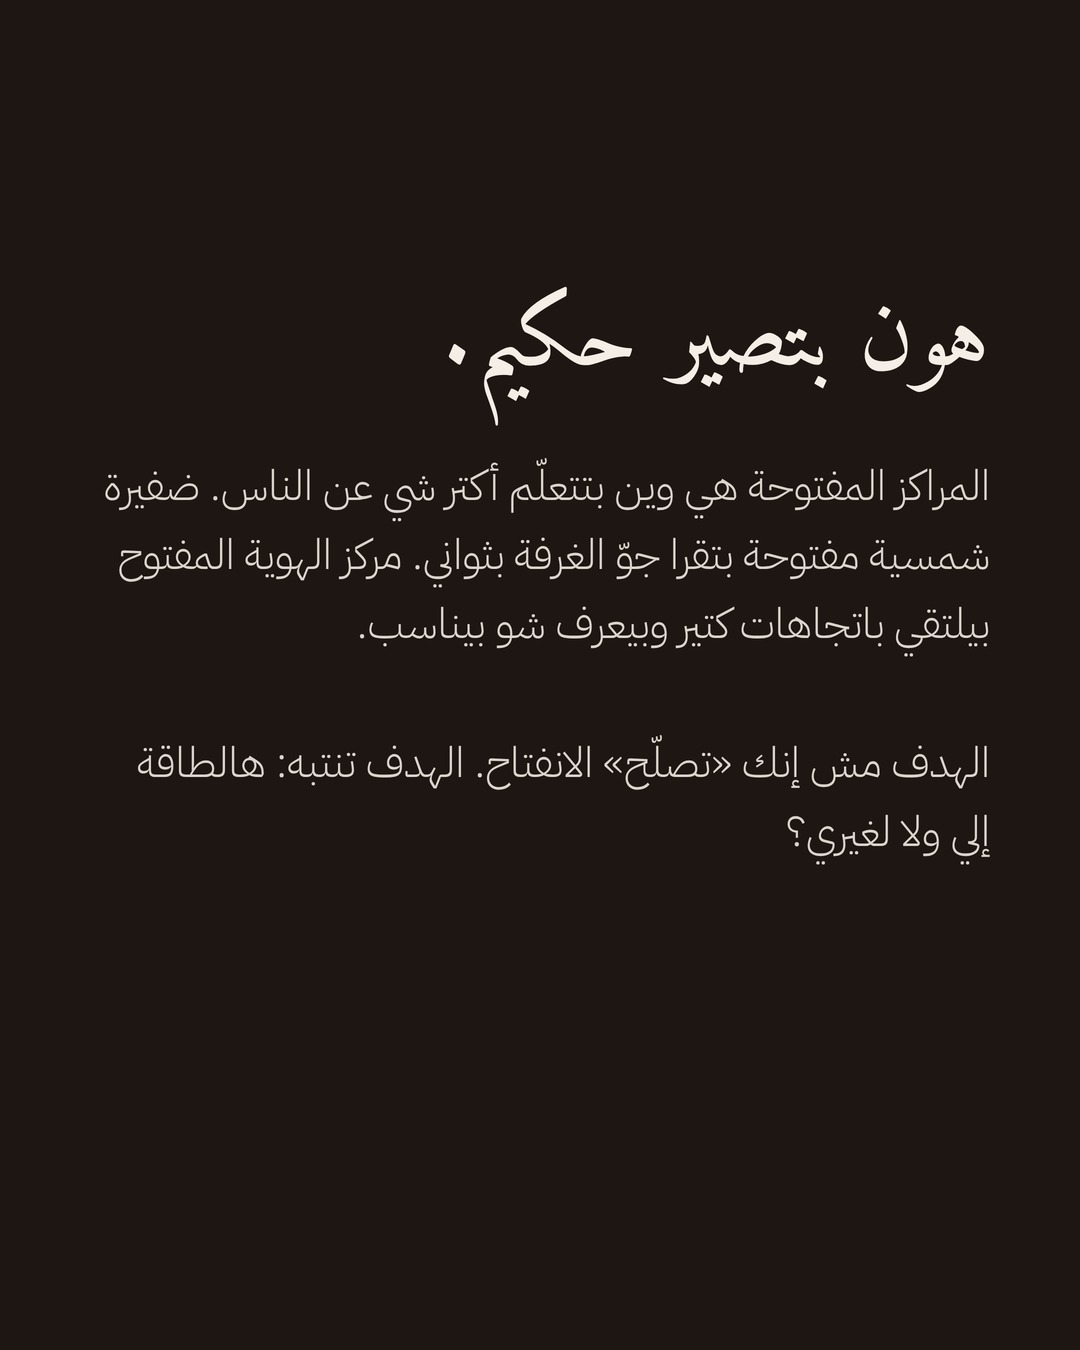 هون بتصير حكيم.
المراكز المفتوحة هي وين بتتعلّم أكتر شي عن الناس. ضفيرة
شمسية مفتوحة بتقرا جوّ الغرفة بثواني. مركز الهوية المفتوح
بيلتقي باتجاهات كتير وبيعرف شو بيناسب.
الهدف مش إنك «تصلّح» الانفتاح. الهدف تنتبه: هالطاقة
إلي ولا لغيري؟